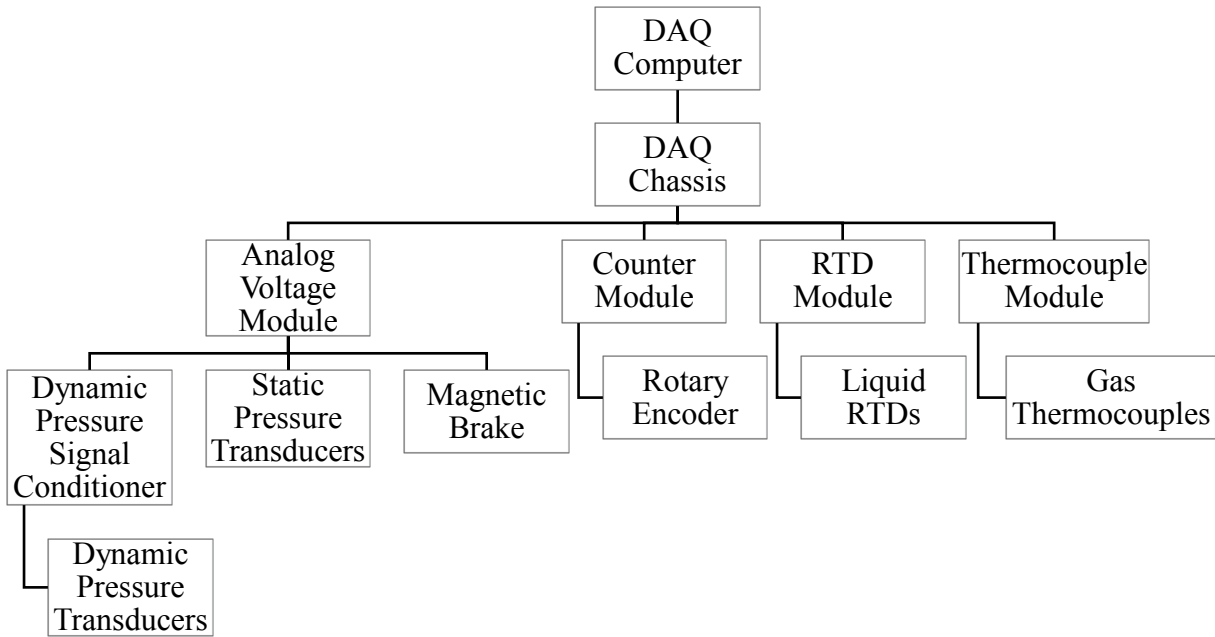 DAQ
Computer
DAQ
Chassis
Analog
Voltage
Module
Counter
Module
RTD
Module
Thermocouple
Module
Dynamic
Pressure
Signal
Conditioner
Static
Pressure
Transducers
Magnetic
Brake
Rotary
Encoder
Liquid
RTDs
Gas
Thermocouples
Dynamic
Pressure
Transducers